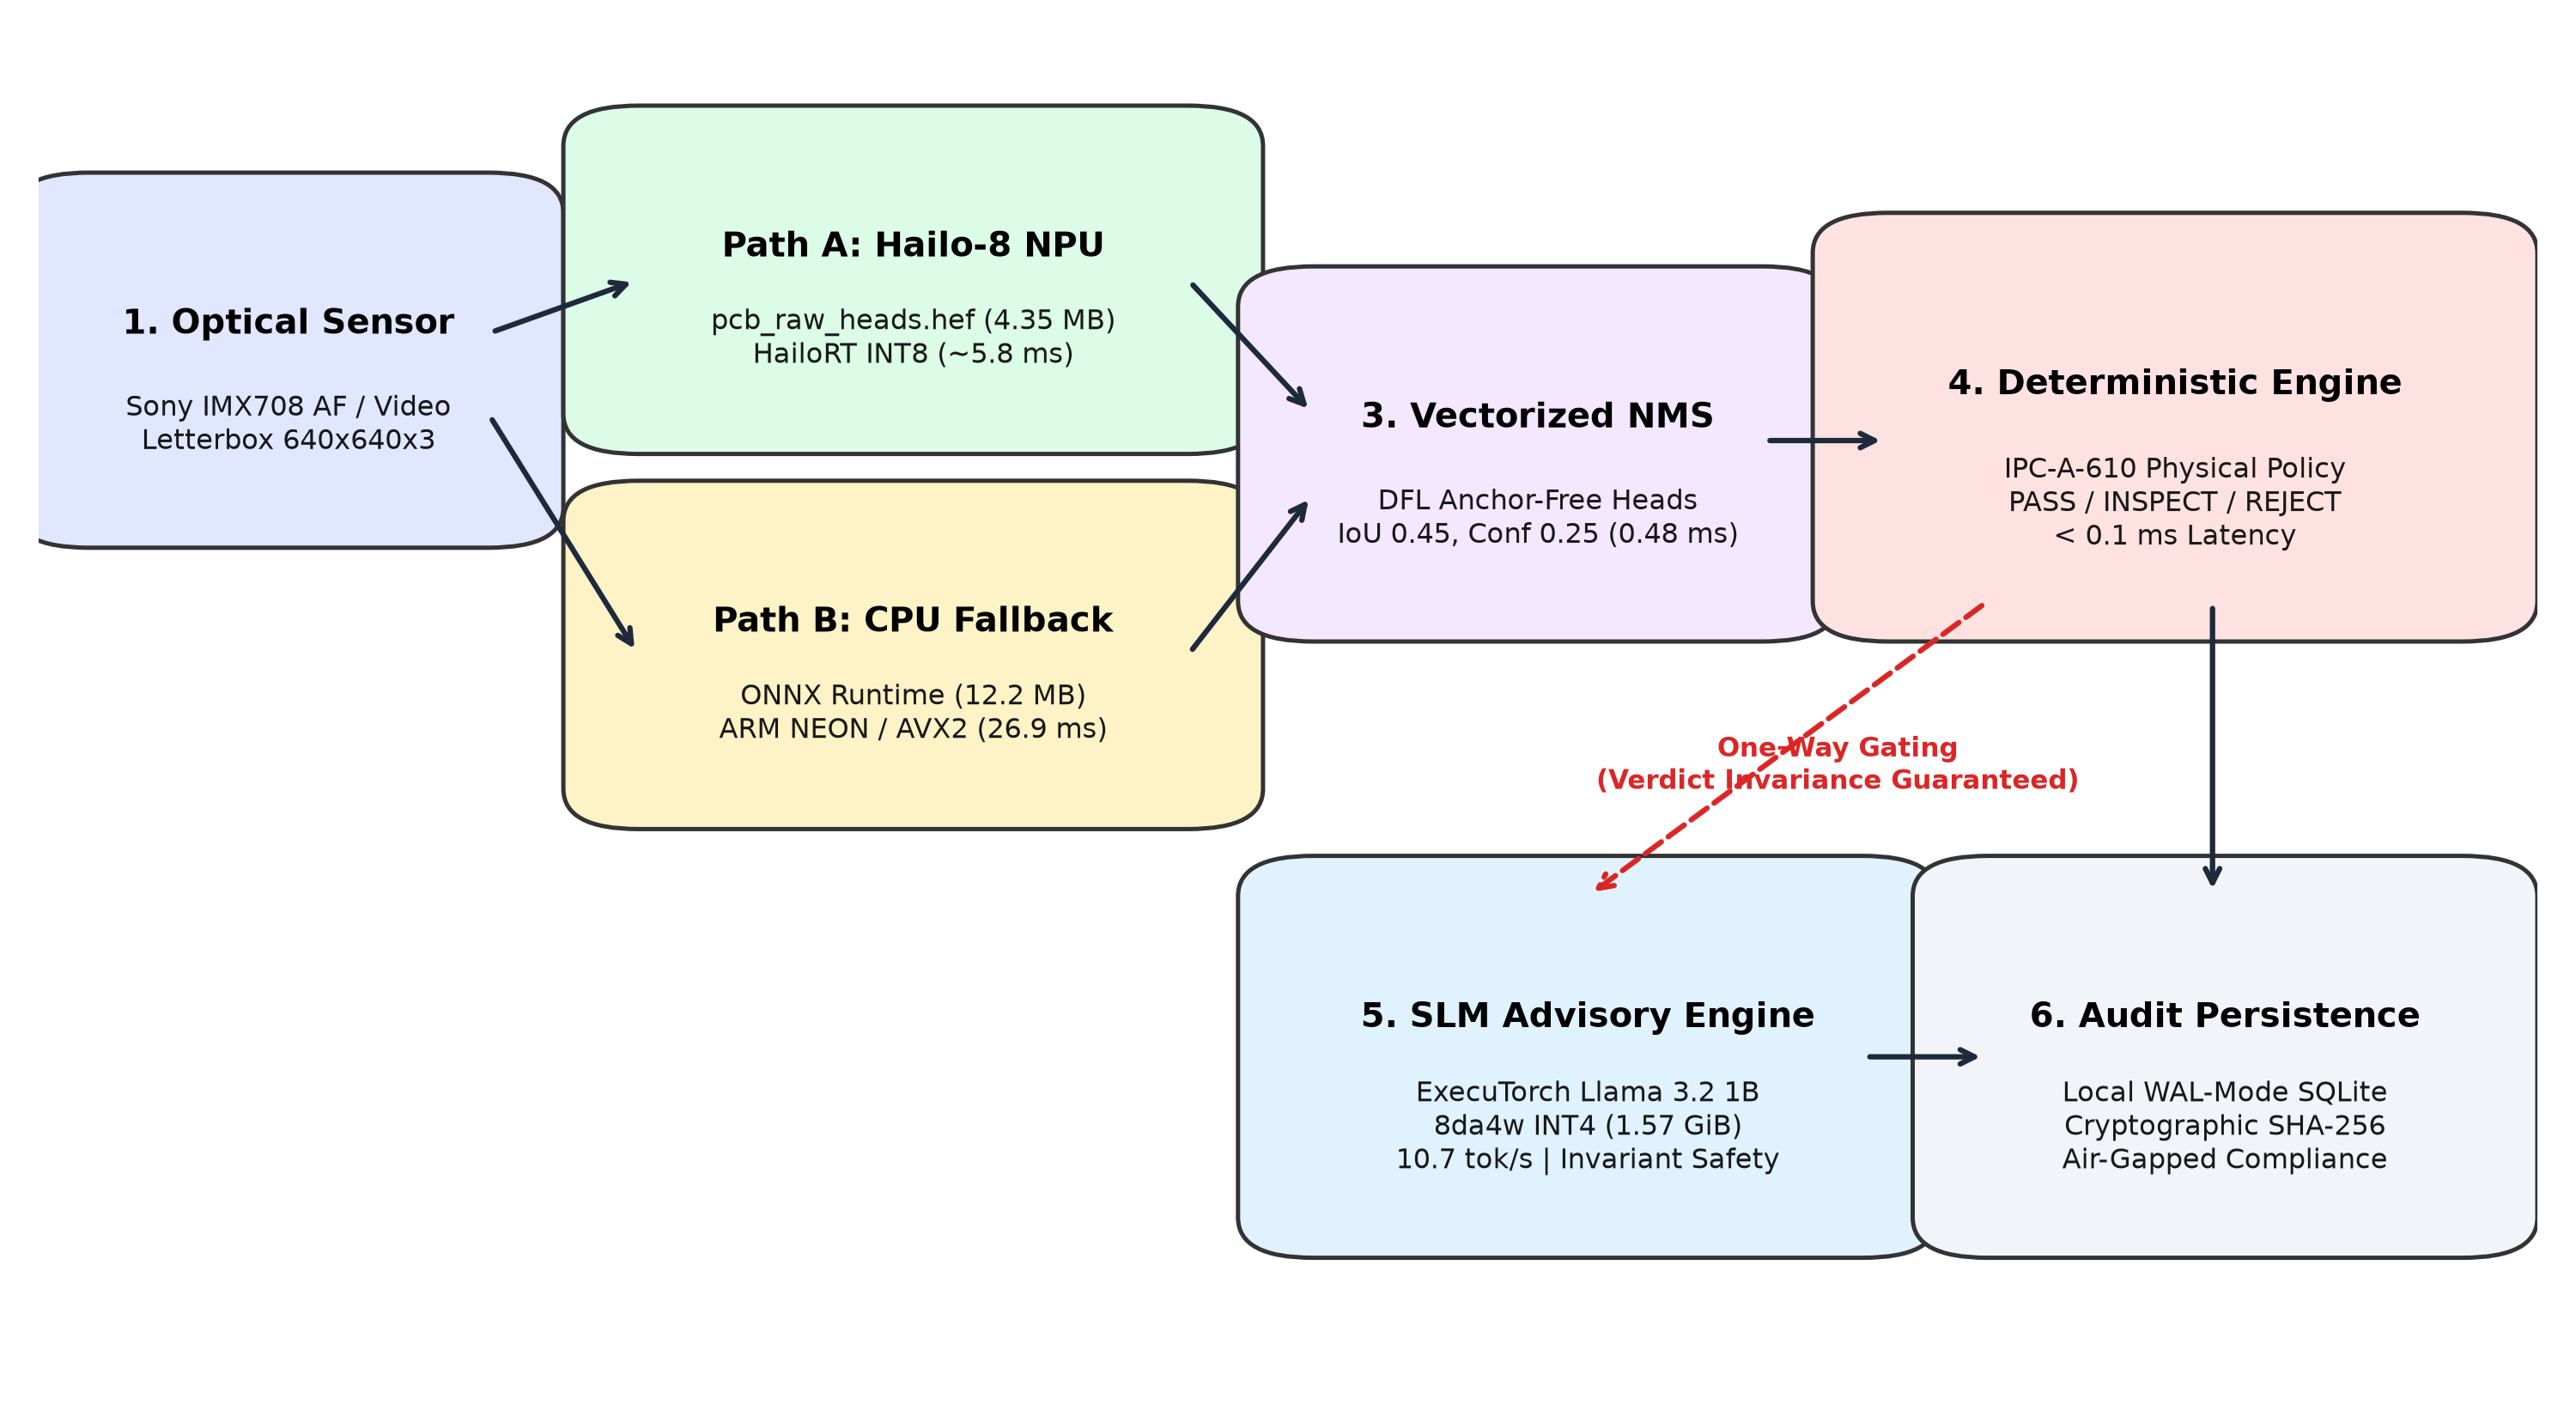 1. Optical Sensor
Sony IMX708 AF / Video
Letterbox 640x640x3
Path A: Hailo-8 NPU
pcb_raw_heads.hef (4.35 MB)
HailoRT INT8 (~5.8 ms)
Path B: CPU Fallback
ONNX Runtime (12.2 MB)
ARM NEON / AVX2 (26.9 ms)
3. Vectorized NMS
DFL Anchor-Free Heads
IoU 0.45, Conf 0.25 (0.48 ms)
4. Deterministic Engine
IPC-A-610 Physical Policy
PASS / INSPECT / REJECT
< 0.1 ms Latency
One-Way Gating
(Verdict Invariance Guaranteed)
5. SLM Advisory Engine
ExecuTorch Llama 3.2 1B
8da4w INT4 (1.57 GiB)
10.7 tok/s | Invariant Safety
6. Audit Persistence
Local WAL-Mode SQLite
Cryptographic SHA-256
Air-Gapped Compliance